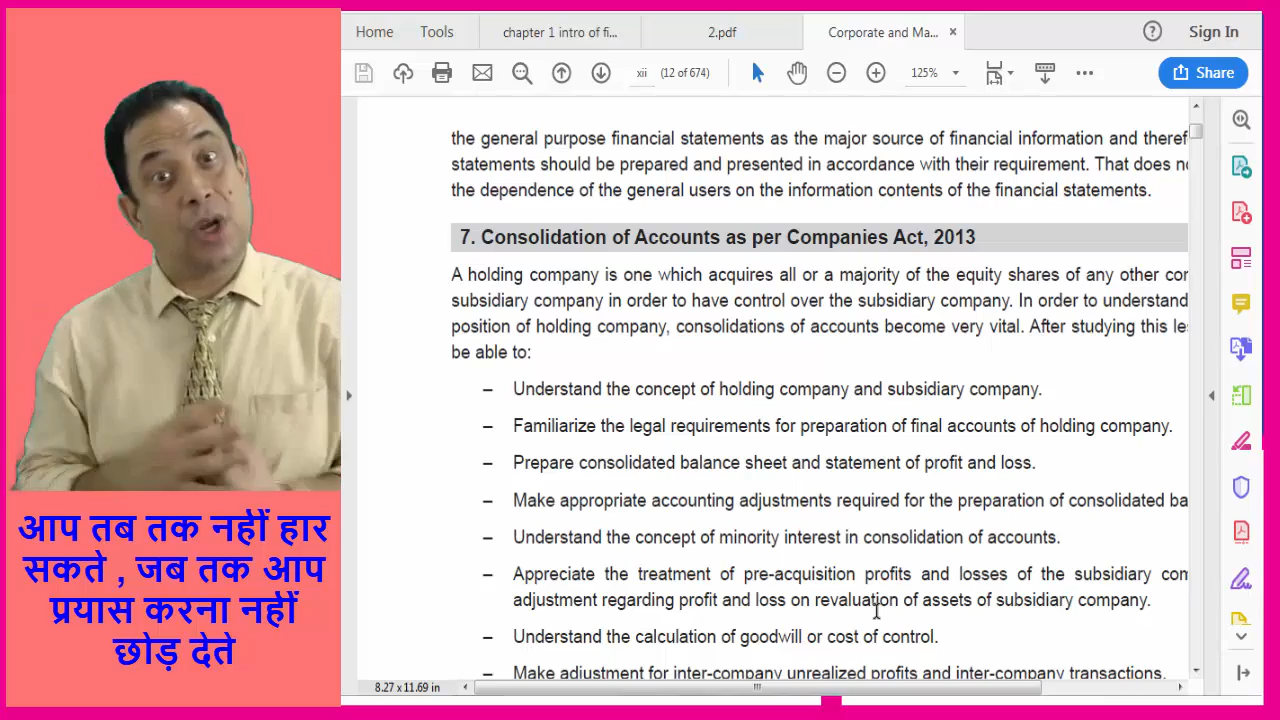 Home
Tools
chapter 1 intro of fi...
2.pdf
Corporate and Ma...
Sign In
xii
(12 of 674)
125%
Share
the general purpose financial statements as the major source of financial information and theref
statements should be prepared and presented in accordance with their requirement. That does no
the dependence of the general users on the information contents of the financial statements.
7. Consolidation of Accounts as per Companies Act, 2013
A holding company is one which acquires all or a majority of the equity shares of any other cor
subsidiary company in order to have control over the subsidiary company. In order to understand
position of holding company, consolidations of accounts become very vital. After studying this les
be able to:
– Understand the concept of holding company and subsidiary company.
– Familiarize the legal requirements for preparation of final accounts of holding company.
– Prepare consolidated balance sheet and statement of profit and loss.
– Make appropriate accounting adjustments required for the preparation of consolidated ba
– Understand the concept of minority interest in consolidation of accounts.
– Appreciate the treatment of pre-acquisition profits and losses of the subsidiary com
adjustment regarding profit and loss on revaluation of assets of subsidiary company.
– Understand the calculation of goodwill or cost of control.
– Make adjustment for inter-company unrealized profits and inter-company transactions.
8.27 x 11.69 in
आप तब तक नहीं हार
सकते , जब तक आप
प्रयास करना नहीं
छोड़ देते